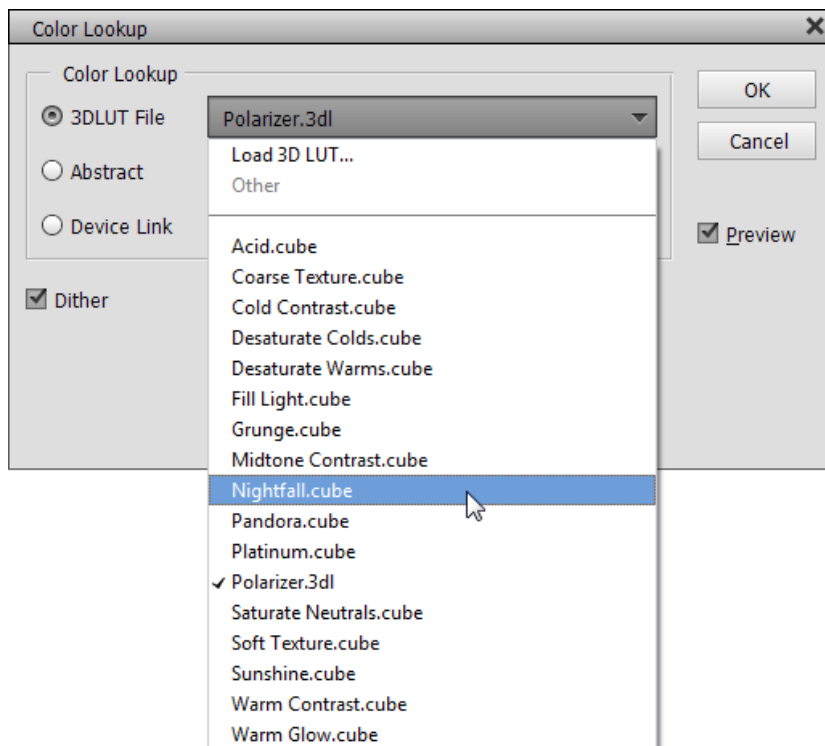 Color Lookup
Color Lookup
3DLUT File
Polarizer.3dl
OK
Abstract
Cancel
Device Link
Preview
Dither
Load 3D LUT...
Other
Acid.cube
Coarse Texture.cube
Cold Contrast.cube
Desaturate Colds.cube
Desaturate Warms.cube
Fill Light.cube
Grunge.cube
Midtone Contrast.cube
Nightfall.cube
Pandora.cube
Platinum.cube
Polarizer.3dl
Saturate Neutrals.cube
Soft Texture.cube
Sunshine.cube
Warm Contrast.cube
Warm Glow.cube